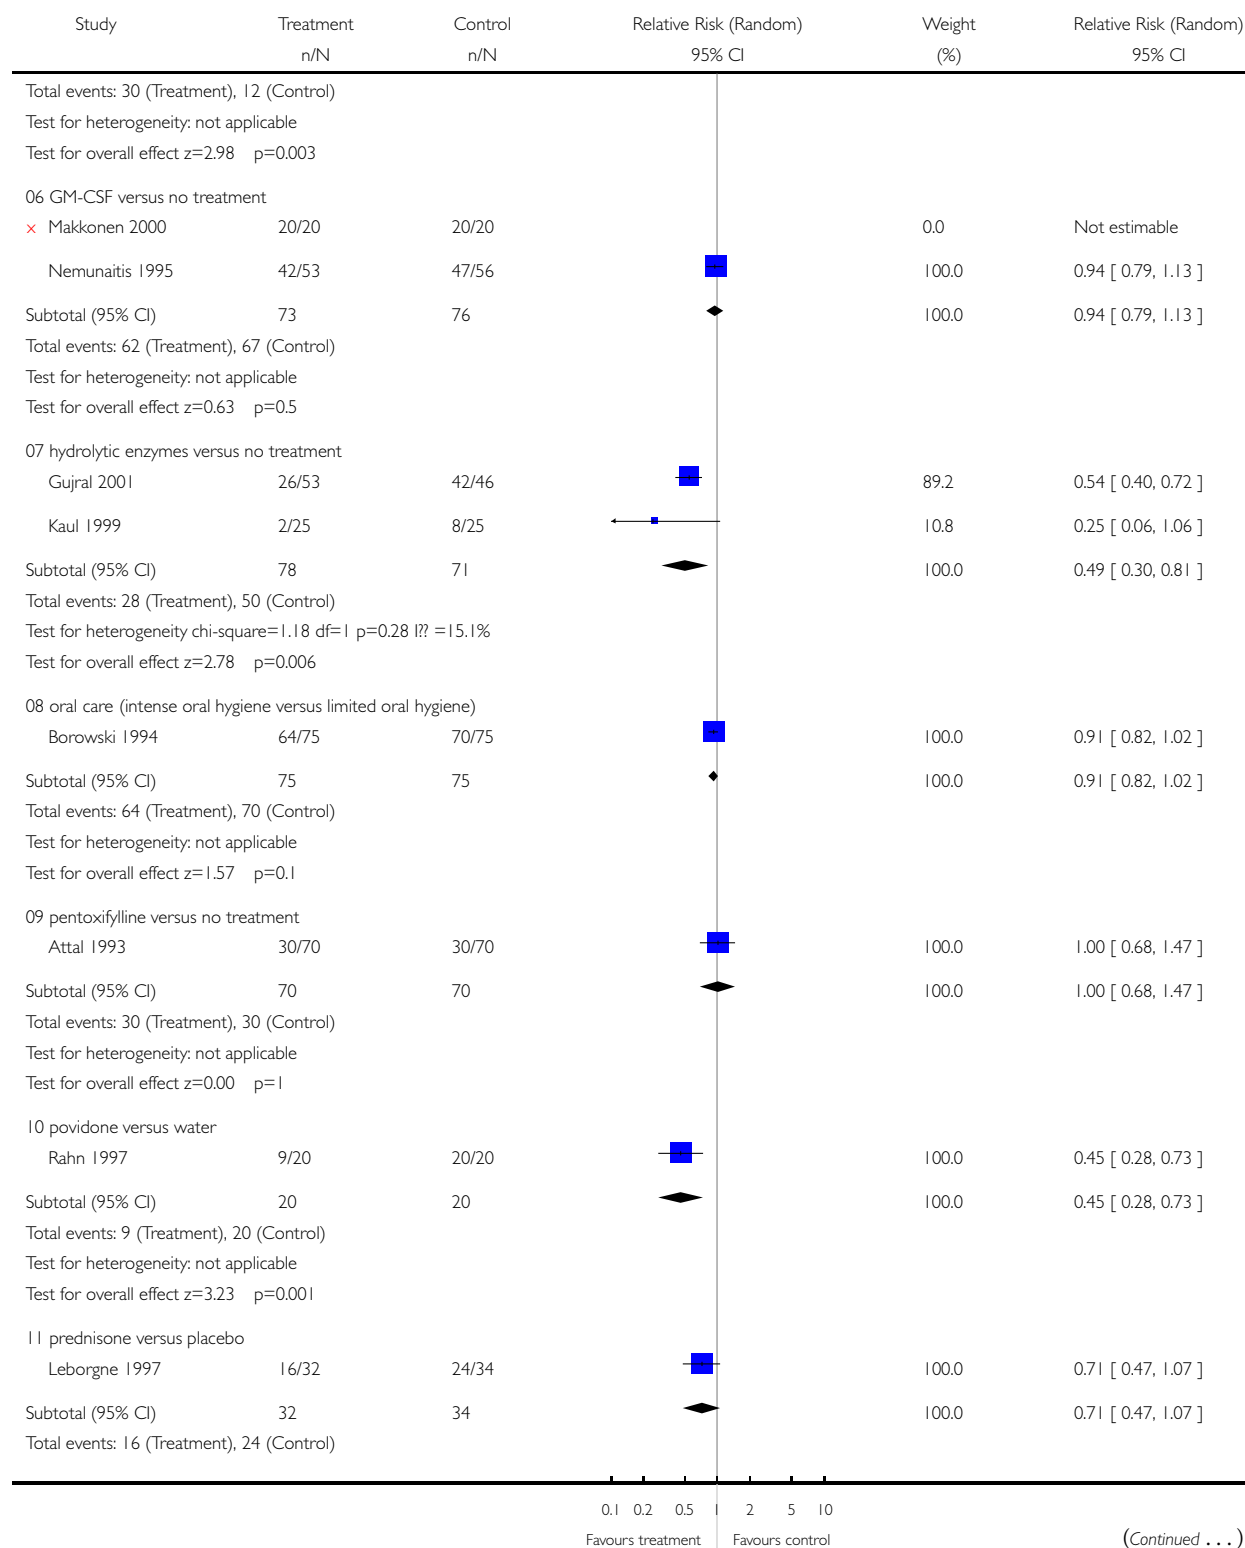 Study Treatment Control Relative Risk (Random) Weight Relative Risk (Random)
n/N n/N 95% CI (%) 95% CI
Total events: 30 (Treatment), 12 (Control)
Test for heterogeneity: not applicable
Test for overall effect z=2.98 p=0.003
06 GM-CSF versus no treatment
x Makkonen 2000 20/20 20/20 0.0 Not estimable
Nemunaitis 1995 42/53 47/56 100.0 0.94 [ 0.79, 1.13 ]
Subtotal (95% CI) 73 76 100.0 0.94 [ 0.79, 1.13 ]
Total events: 62 (Treatment), 67 (Control)
Test for heterogeneity: not applicable
Test for overall effect z=0.63 p=0.5
07 hydrolytic enzymes versus no treatment
Gujral 2001 26/53 42/46 89.2 0.54 [ 0.40, 0.72 ]
Kaul 1999 2/25 8/25 10.8 0.25 [ 0.06, 1.06 ]
Subtotal (95% CI) 78 71 100.0 0.49 [ 0.30, 0.81 ]
Total events: 28 (Treatment), 50 (Control)
Test for heterogeneity chi-square=1.18 df=1 p=0.28 I?? =15.1%
Test for overall effect z=2.78 p=0.006
08 oral care (intense oral hygiene versus limited oral hygiene)
Borowski 1994 64/75 70/75 100.0 0.91 [ 0.82, 1.02 ]
Subtotal (95% CI) 75 75 100.0 0.91 [ 0.82, 1.02 ]
Total events: 64 (Treatment), 70 (Control)
Test for heterogeneity: not applicable
Test for overall effect z=1.57 p=0.1
09 pentoxifylline versus no treatment
Attal 1993 30/70 30/70 100.0 1.00 [ 0.68, 1.47 ]
Subtotal (95% CI) 70 70 100.0 1.00 [ 0.68, 1.47 ]
Total events: 30 (Treatment), 30 (Control)
Test for heterogeneity: not applicable
Test for overall effect z=0.00 p=1
10 povidone versus water
Rahn 1997 9/20 20/20 100.0 0.45 [ 0.28, 0.73 ]
Subtotal (95% CI) 20 20 100.0 0.45 [ 0.28, 0.73 ]
Total events: 9 (Treatment), 20 (Control)
Test for heterogeneity: not applicable
Test for overall effect z=3.23 p=0.001
11 prednisone versus placebo
Leborgne 1997 16/32 24/34 100.0 0.71 [ 0.47, 1.07 ]
Subtotal (95% CI) 32 34 100.0 0.71 [ 0.47, 1.07 ]
Total events: 16 (Treatment), 24 (Control)
0.1 0.2 0.5 1 2 5 10
Favours treatment Favours control (Continued . . . )